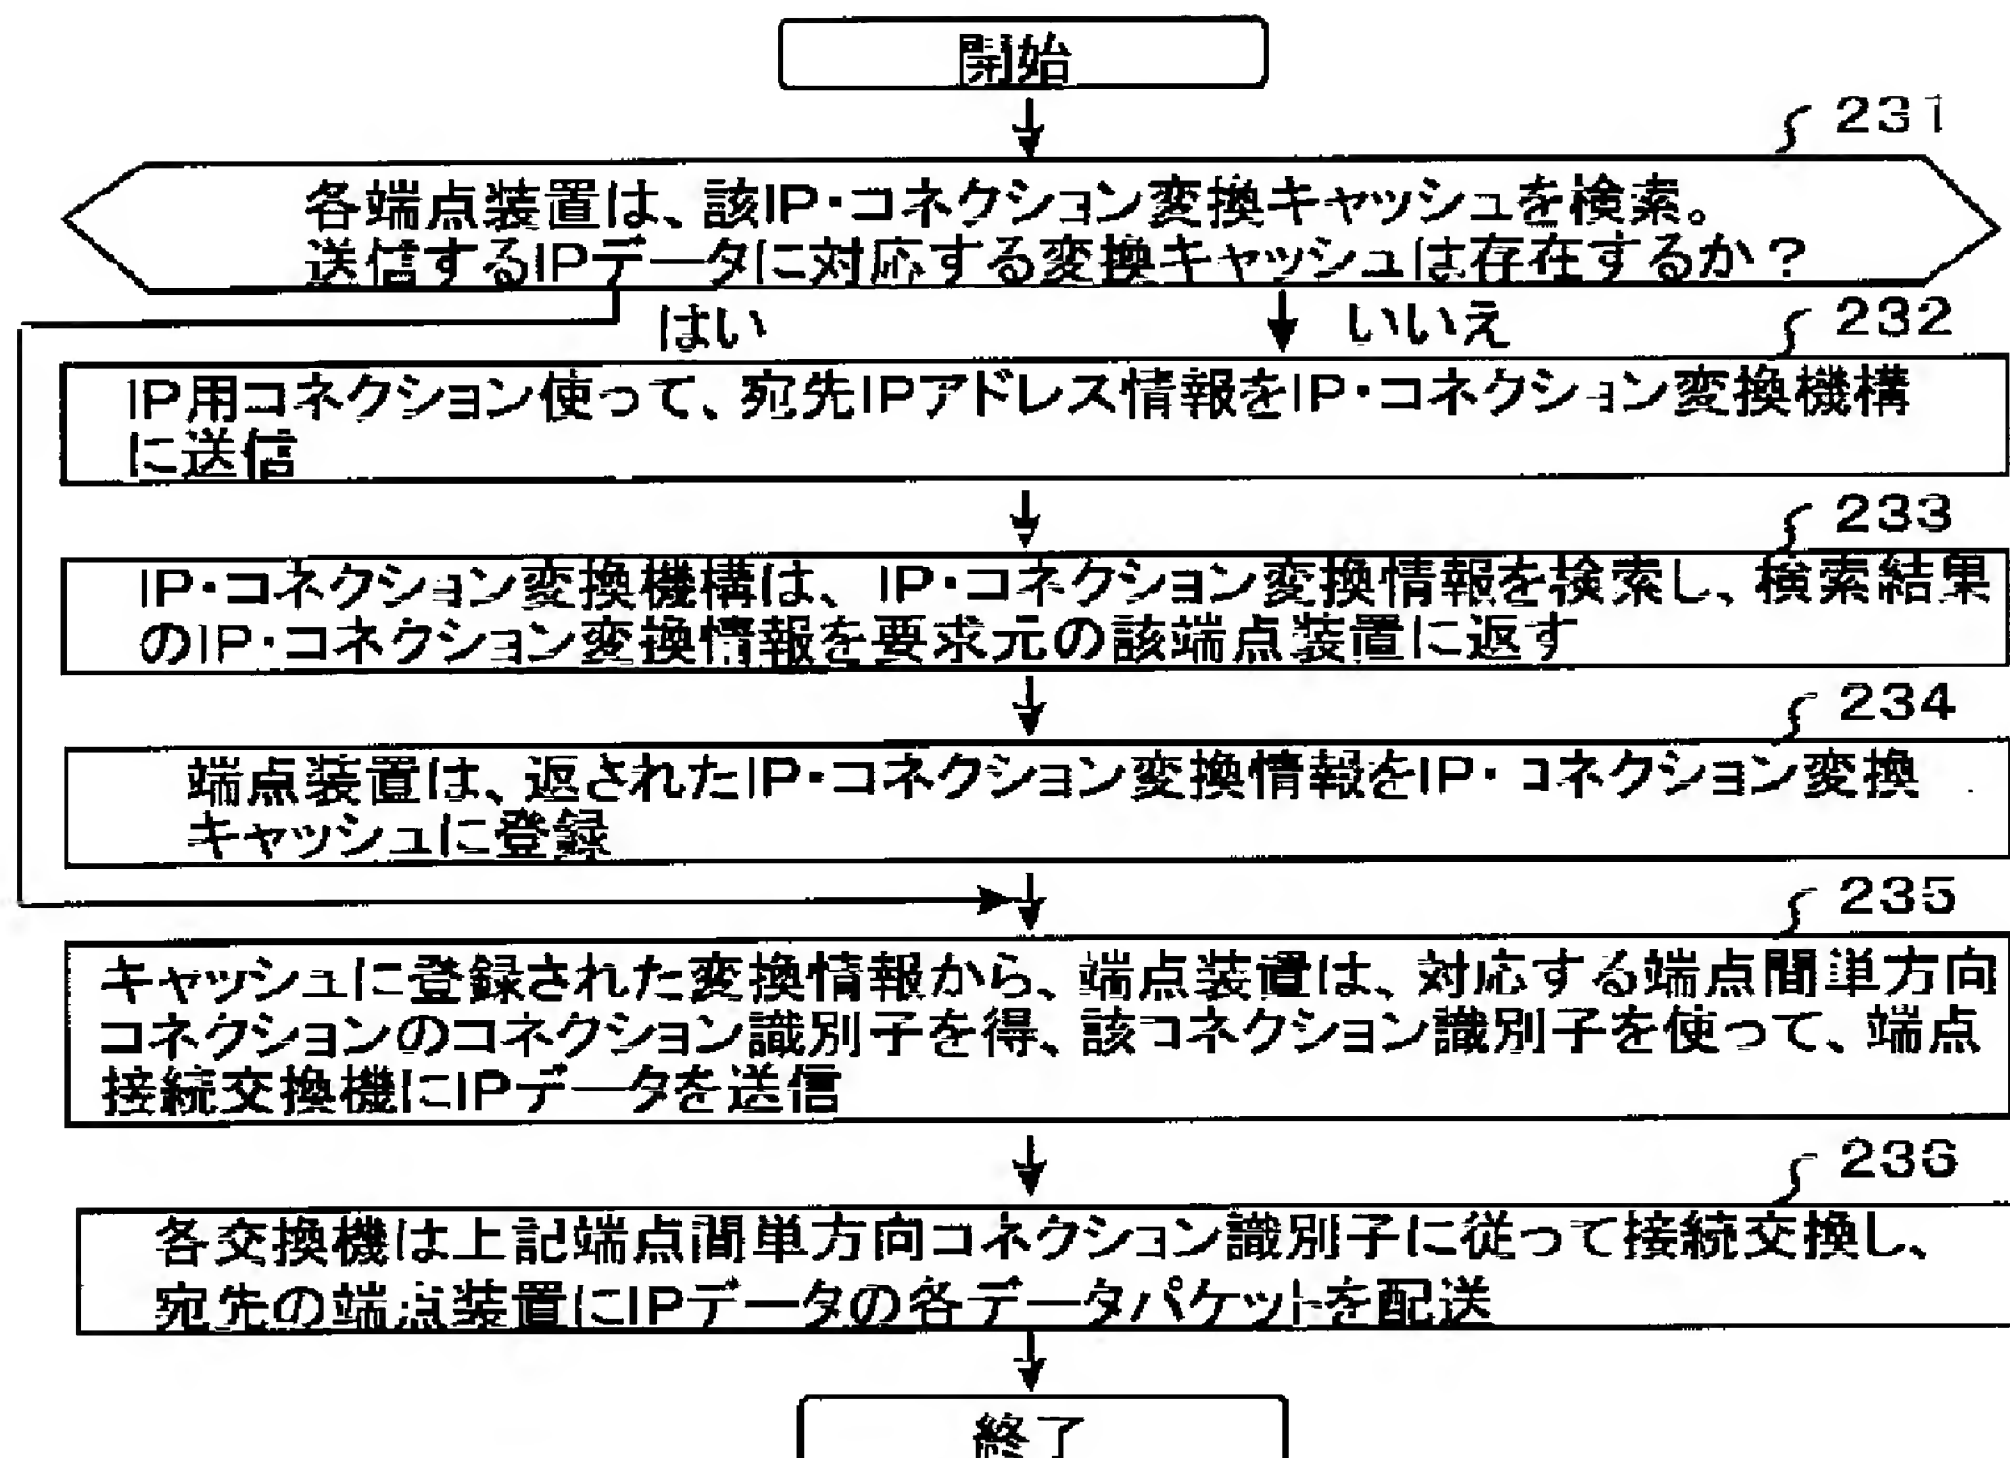 開始
231
各端点装置は、該IP・コネクション変換キャッシュを検索。
送信するIPデータに対応する変換キャッシュは存在するか？
はい
いいえ
232
IP用コネクション使って、宛先IPアドレス情報をIP・コネクション変換機構
に送信
233
IP・コネクション変換機構は、IP・コネクション変換情報を検索し、検索結果
のIP・コネクション変換情報を要求元の該端点装置に返す
234
端点装置は、返されたIP・コネクション変換情報をIP・コネクション変換
キャッシュに登録
235
キャッシュに登録された変換情報から、端点装置は、対応する端点間単方向
コネクションのコネクション識別子を得、該コネクション識別子を使って、端点
接続交換機にIPデータを送信
236
各交換機は上記端点間単方向コネクション識別子に従って接続交換し、
宛先の端点装置にIPデータの各データパケットを配送
終了